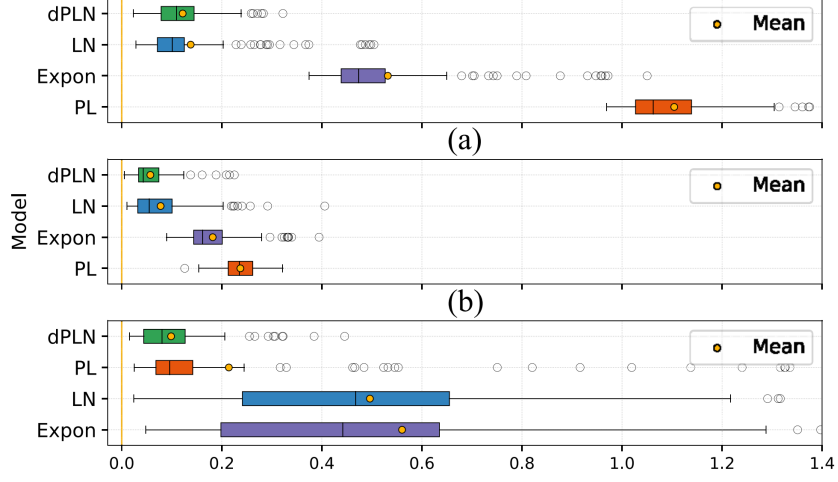 dPLN
Mean
LN
Expon
PL
(a)
dPLN
Mean
LN
Expon
PL
Model
(b)
dPLN
Mean
PL
LN
Expon
0.0 0.2 0.4 0.6 0.8 1.0 1.2 1.4